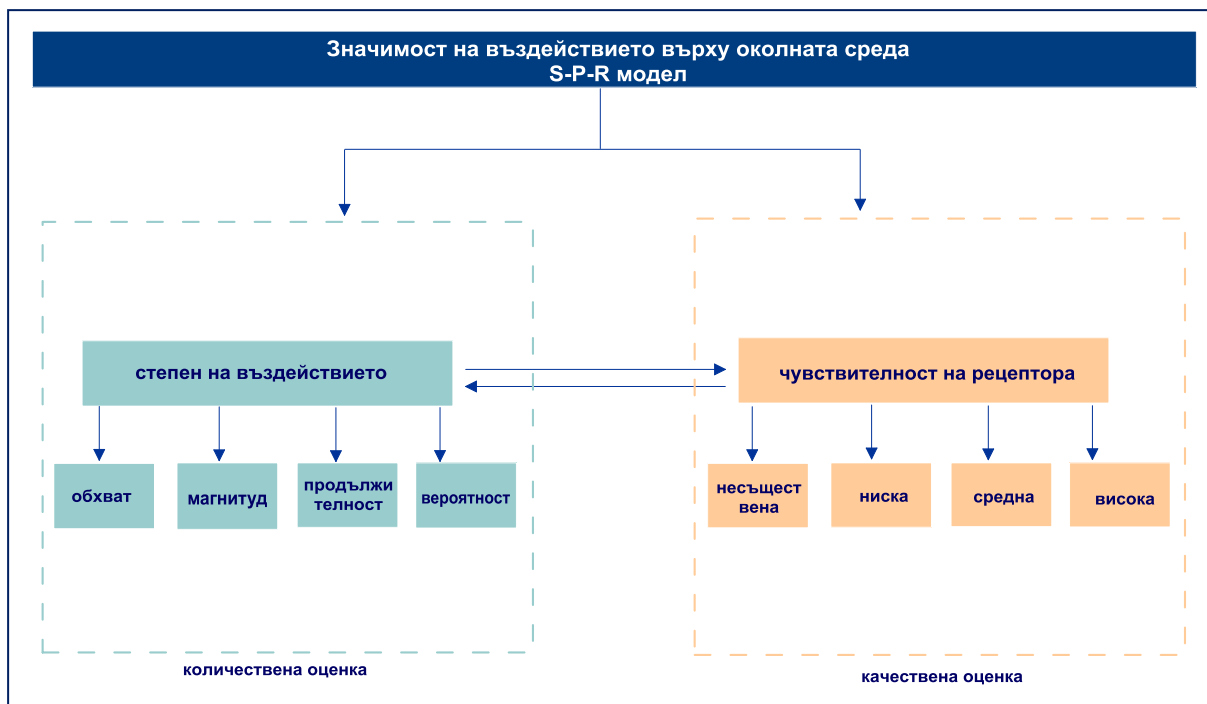 Значимост на въздействието върху околната среда
S-P-R модел
степен на въздействието
чувствителност на рецептора
обхват
магнитуд
продължи
телност
вероятност
несъщест
вена
ниска
средна
висока
количествена оценка
качествена оценка